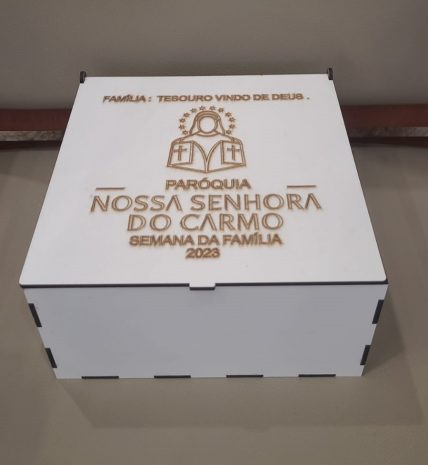 FAMÍLIA : TESOURO VINDO DE DEUS .
PARÓQUIA
NOSSA SENHORA
DO CARMO
SEMANA DA FAMÍLIA
2023